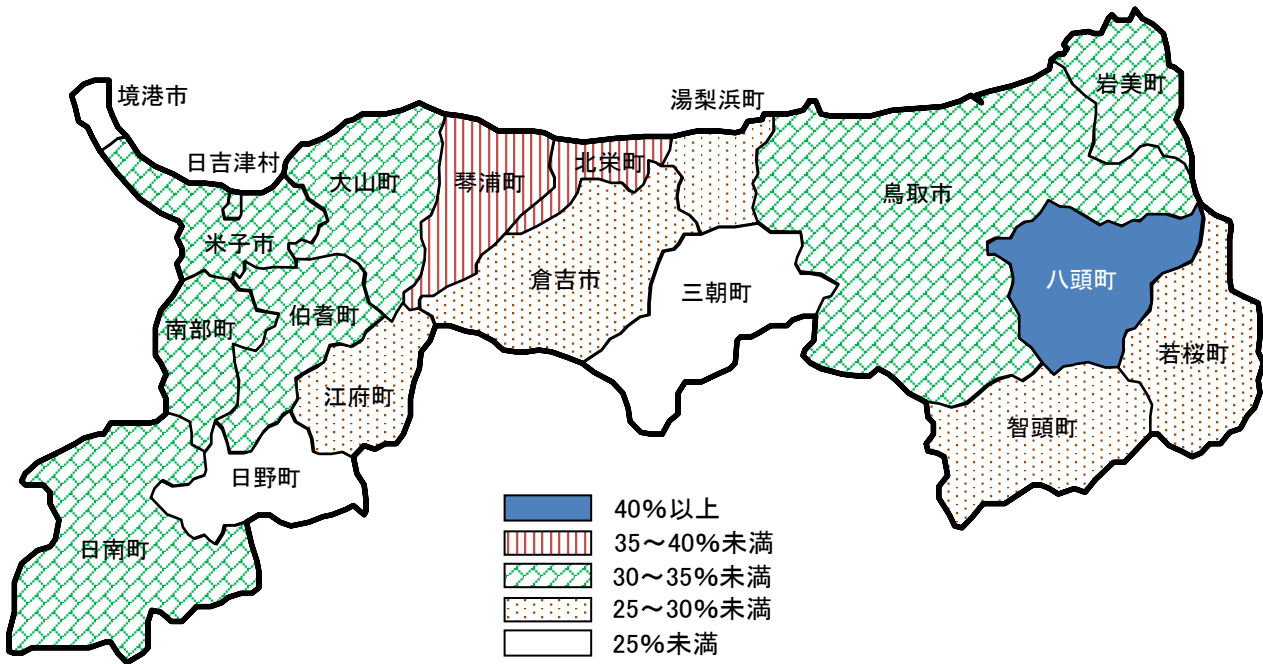 岩美町
境港市
湯梨浜町
日吉津村
大山町
琴浦町
北栄町
鳥取市
米子市
八頭町
倉吉市
三朝町
伯耆町
南部町
若桜町
江府町
智頭町
日野町
日南町
40%以上
35～40%未満
30～35%未満
25～30%未満
25%未満